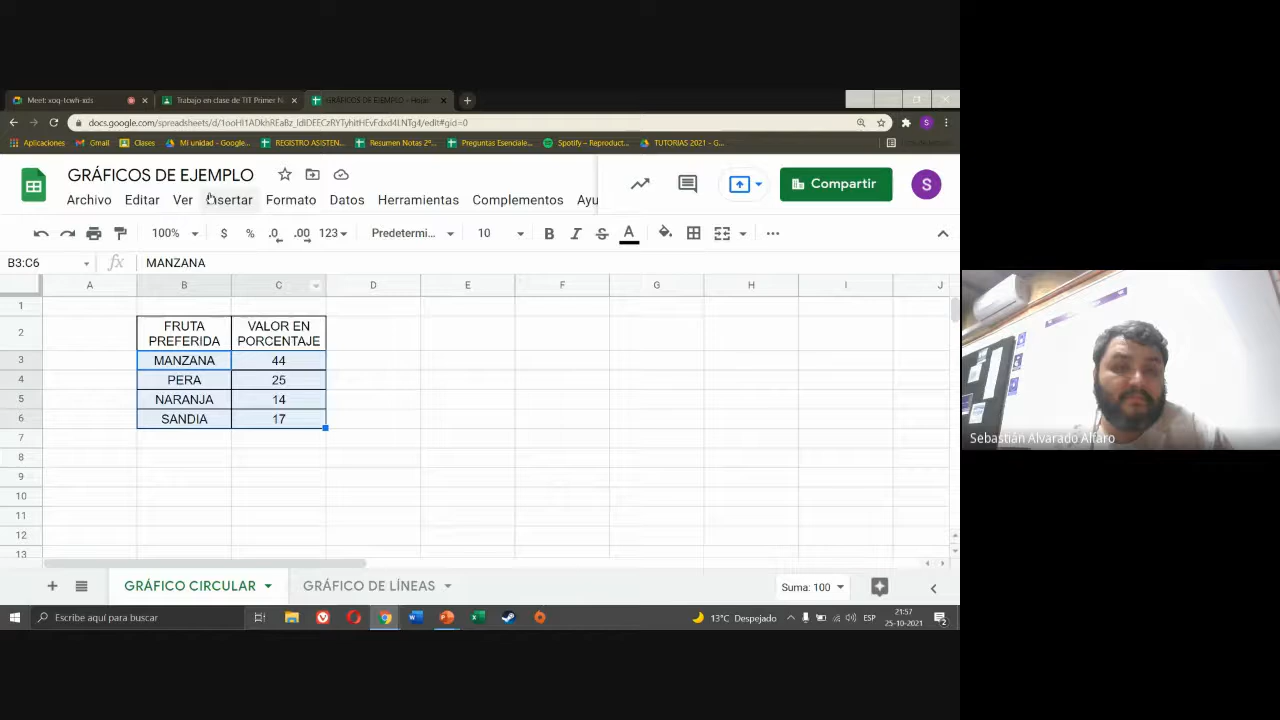 Meet: xoq-tcwh-xds
Trabajo en clase de TIT Primer N
GRÁFICOS DE EJEMPLO - Hojas
docs.google.com/spreadsheets/d/
/edit#gid=0
Aplicaciones Gmail Clases Mi unidad - Google... REGISTRO ASISTEN... Resumen Notas 2º... Preguntas Esenciale... Spotify – Reproduct... TUTORIAS 2021 - G...
GRÁFICOS DE EJEMPLO
Archivo Editar Ver Insertar Formato Datos Herramientas Complementos Ayu
Compartir
S
100% $ % .0 .00 123 Predetermi... 10 B I S A
B3:C6 fx MANZANA
A B C D E F G H I J
1
2 FRUTA PREFERIDA VALOR EN PORCENTAJE
3 MANZANA 44
4 PERA 25
5 NARANJA 14
6 SANDIA 17
7
8
9
10
11
12
13
GRÁFICO CIRCULAR GRÁFICO DE LÍNEAS Suma: 100
Escribe aquí para buscar
13°C Despejado ESP
21:57
25-10-2021
2
Sebastián Alvarado Alfaro